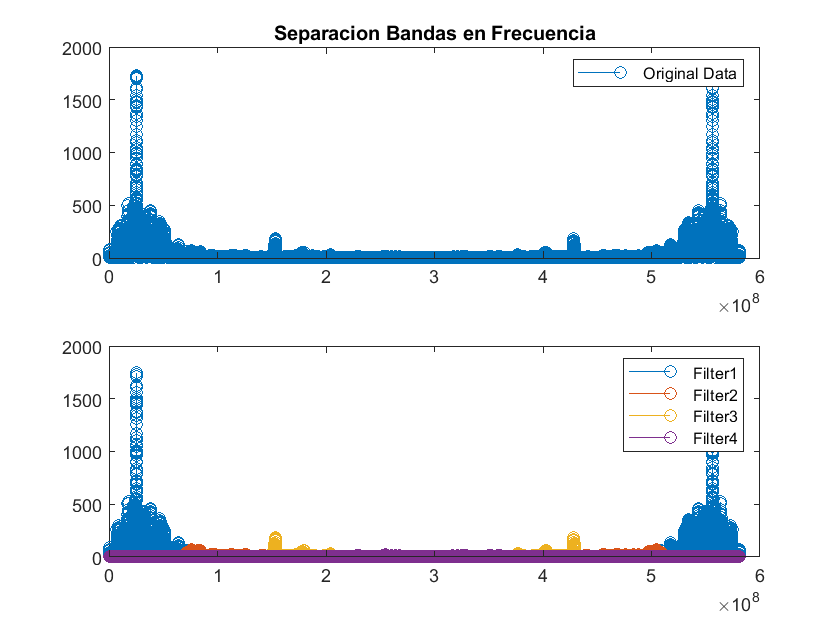 Separacion Bandas en Frecuencia
2000
1500
1000
500
0
Original Data
0 1 2 3 4 5 6
×10^8
2000
1500
1000
500
0
Filter1
Filter2
Filter3
Filter4
0 1 2 3 4 5 6
×10^8